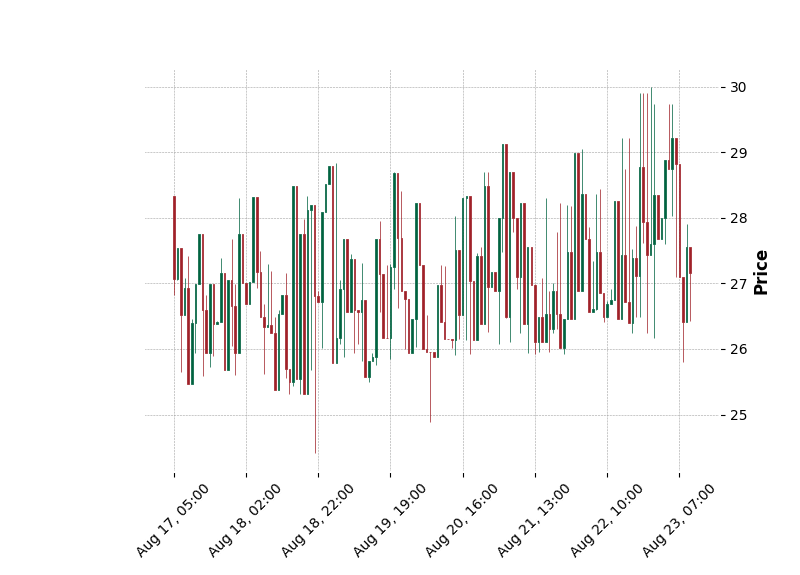 30
29
28
27
26
25
Price
Aug 17, 05:00
Aug 18, 02:00
Aug 18, 22:00
Aug 19, 19:00
Aug 20, 16:00
Aug 21, 13:00
Aug 22, 10:00
Aug 23, 07:00